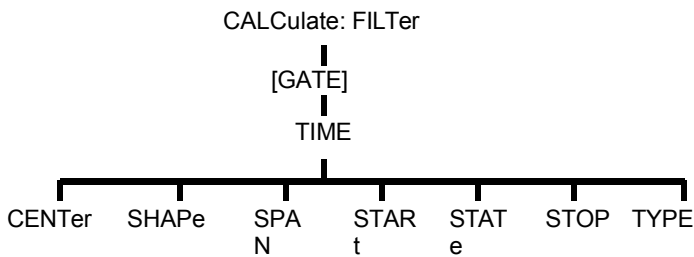 CALCulate: FILTer
[GATE]
TIME
CENTer SHAPe SPA STAR STAT STOP TYPE
N t e